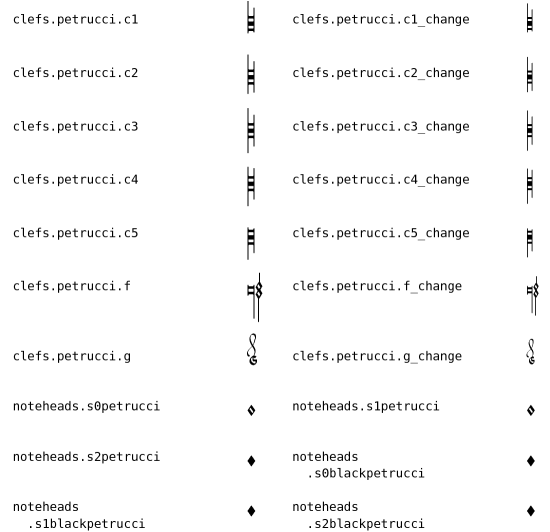 clefs.petrucci.c1 clefs.petrucci.c1_change
clefs.petrucci.c2 clefs.petrucci.c2_change
clefs.petrucci.c3 clefs.petrucci.c3_change
clefs.petrucci.c4 clefs.petrucci.c4_change
clefs.petrucci.c5 clefs.petrucci.c5_change
clefs.petrucci.f clefs.petrucci.f_change
clefs.petrucci.g clefs.petrucci.g_change
noteheads.s0petrucci noteheads.s1petrucci
noteheads.s2petrucci noteheads
.s0blackpetrucci
noteheads noteheads
.s1blackpetrucci .s2blackpetrucci